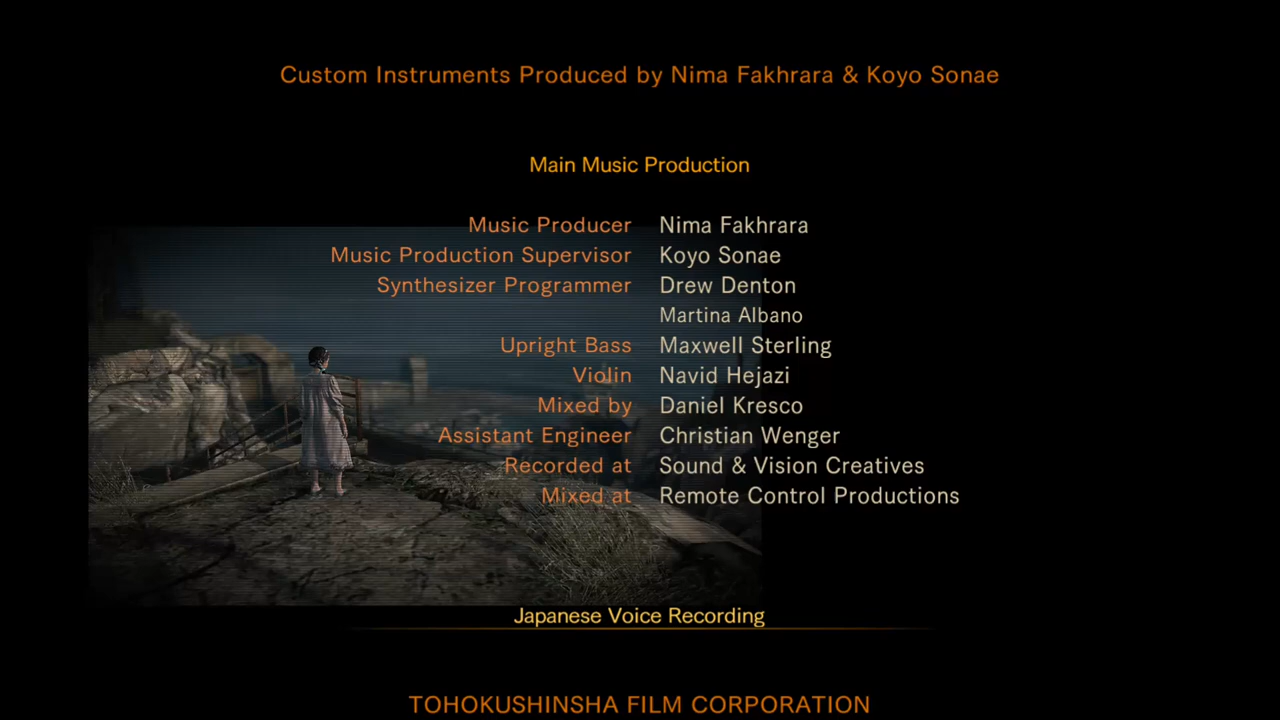 Custom Instruments Produced by Nima Fakhrara & Koyo Sonae
Main Music Production
Music Producer Nima Fakhrara
Music Production Supervisor Koyo Sonae
Synthesizer Programmer Drew Denton
Martina Albano
Upright Bass Maxwell Sterling
Violin Navid Hejazi
Mixed by Daniel Kresco
Assistant Engineer Christian Wenger
Recorded at Sound & Vision Creatives
Mixed at Remote Control Productions
Japanese Voice Recording
TOHOKUSHINSHA FILM CORPORATION